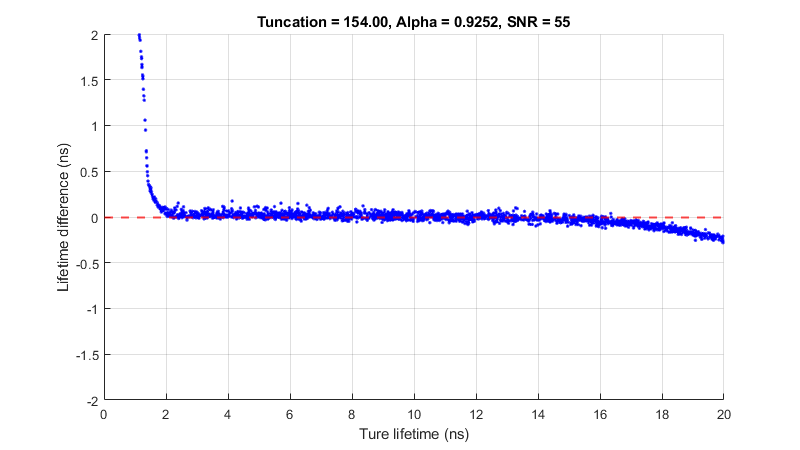 Tuncation = 154.00, Alpha = 0.9252, SNR = 55
2
1.5
1
0.5
0
-0.5
-1
-1.5
-2
Lifetime difference (ns)
0 2 4 6 8 10 12 14 16 18 20
Ture lifetime (ns)